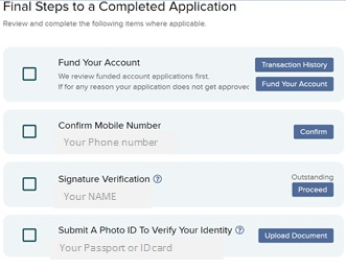 Final Steps to a Completed Application
Review and complete the following items where applicable.
Fund Your Account
Transaction History
We review funded account applications first.
If for any reason your application does not get approved
Fund Your Account
Confirm Mobile Number
Confirm
Your Phone number
Signature Verification ?
Outstanding
Proceed
Your NAME
Submit A Photo ID To Verify Your Identity ?
Upload Document
Your Passport or ID card